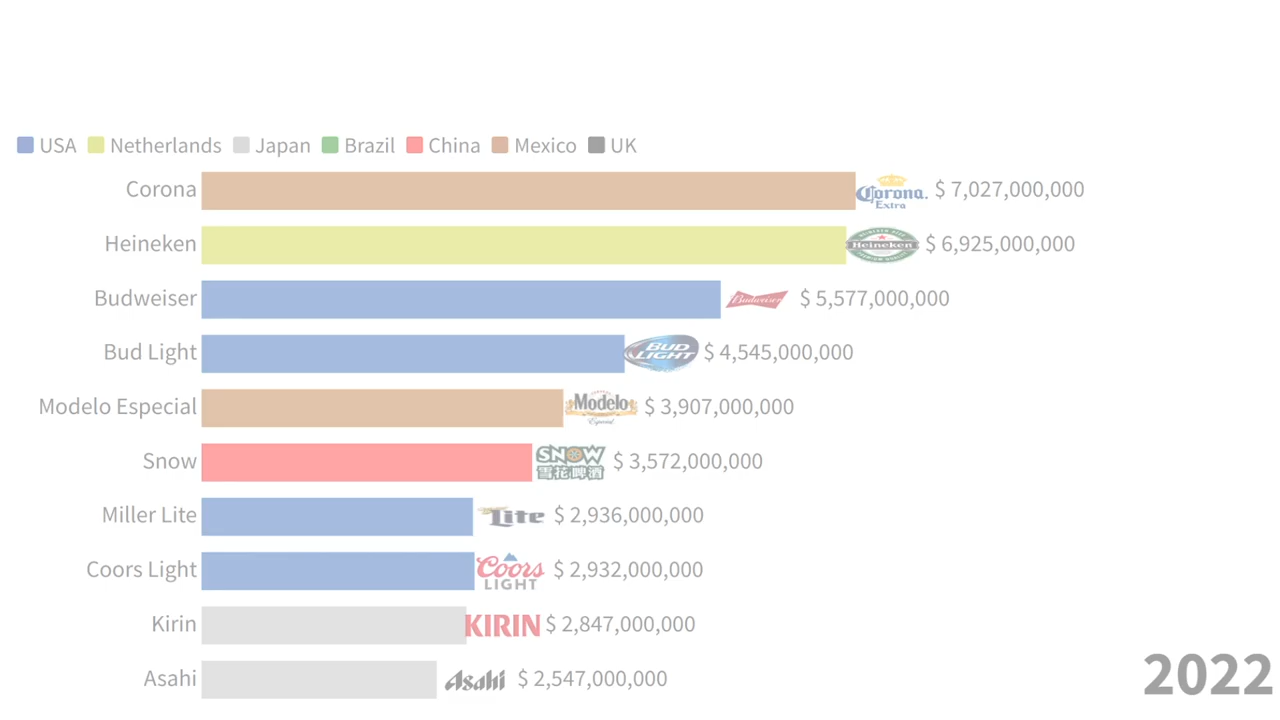 USA Netherlands Japan Brazil China Mexico UK
Corona Corona. Extra $ 7,027,000,000
Heineken Heineken $ 6,925,000,000
Budweiser Budweiser $ 5,577,000,000
Bud Light BUD LIGHT $ 4,545,000,000
Modelo Especial Modelo Especial $ 3,907,000,000
Snow SNOW 雪花啤酒 $ 3,572,000,000
Miller Lite Lite $ 2,936,000,000
Coors Light Coors LIGHT $ 2,932,000,000
Kirin KIRIN $ 2,847,000,000
Asahi Asahi $ 2,547,000,000
2022